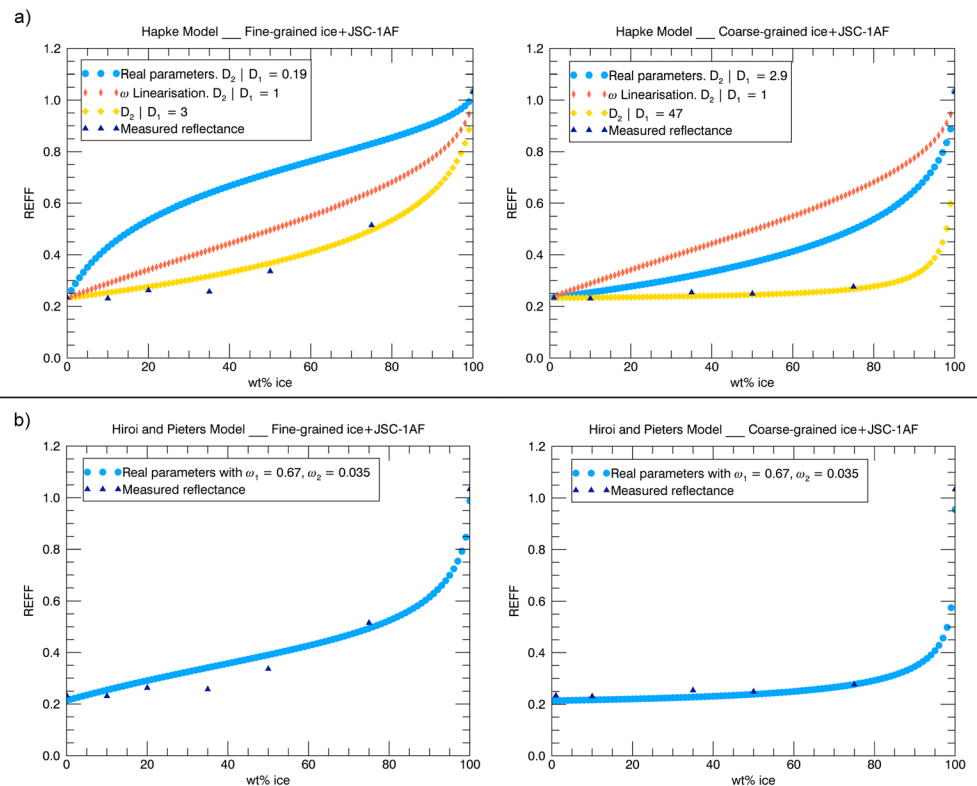 a)
Hapke Model ___ Fine-grained ice+JSC-1AF
1.2
1.0
0.8
0.6
0.4
0.2
0.0
REFF
Real parameters. D₂ | D₁ = 0.19
ω Linearisation. D₂ | D₁ = 1
D₂ | D₁ = 3
Measured reflectance
0 20 40 60 80 100
wt% ice
Hapke Model ___ Coarse-grained ice+JSC-1AF
1.2
1.0
0.8
0.6
0.4
0.2
0.0
REFF
Real parameters. D₂ | D₁ = 2.9
ω Linearisation. D₂ | D₁ = 1
D₂ | D₁ = 47
Measured reflectance
0 20 40 60 80 100
wt% ice
b)
Hiroi and Pieters Model ___ Fine-grained ice+JSC-1AF
1.2
1.0
0.8
0.6
0.4
0.2
0.0
REFF
Real parameters with ω₁ = 0.67, ω₂ = 0.035
Measured reflectance
0 20 40 60 80 100
wt% ice
Hiroi and Pieters Model ___ Coarse-grained ice+JSC-1AF
1.2
1.0
0.8
0.6
0.4
0.2
0.0
REFF
Real parameters with ω₁ = 0.67, ω₂ = 0.035
Measured reflectance
0 20 40 60 80 100
wt% ice